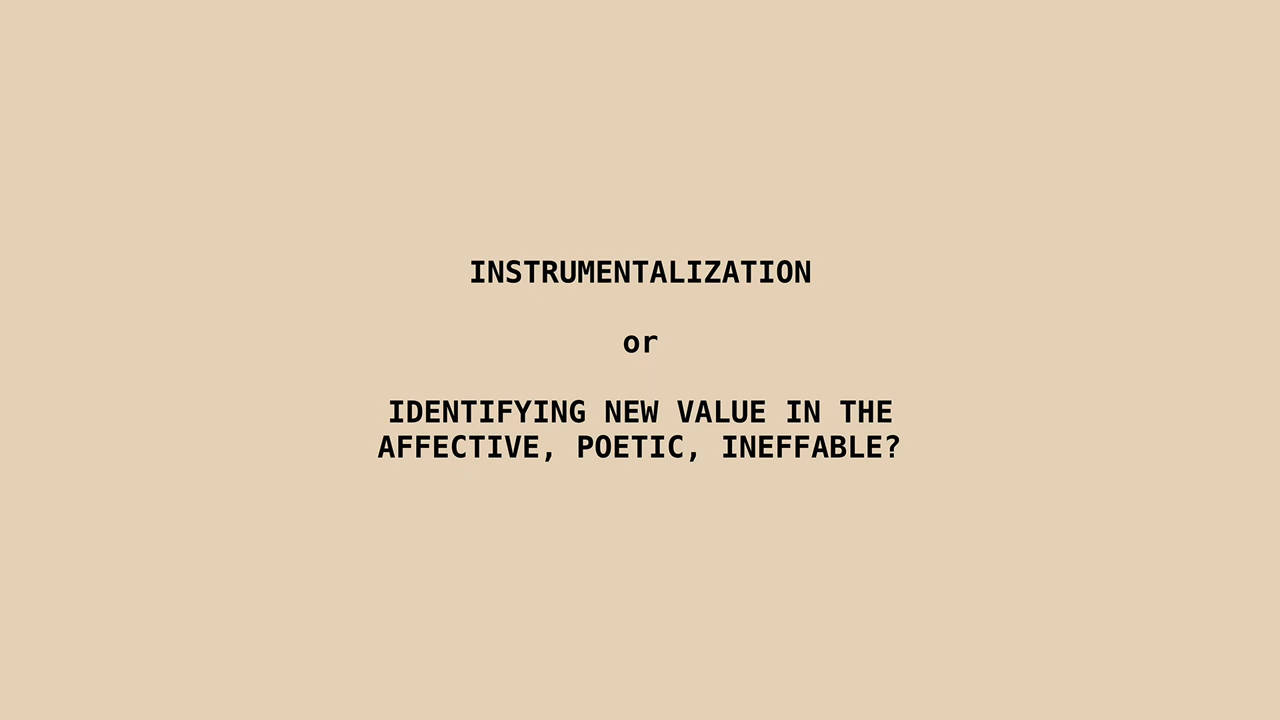 INSTRUMENTALIZATION
or
IDENTIFYING NEW VALUE IN THE
AFFECTIVE, POETIC, INEFFABLE?